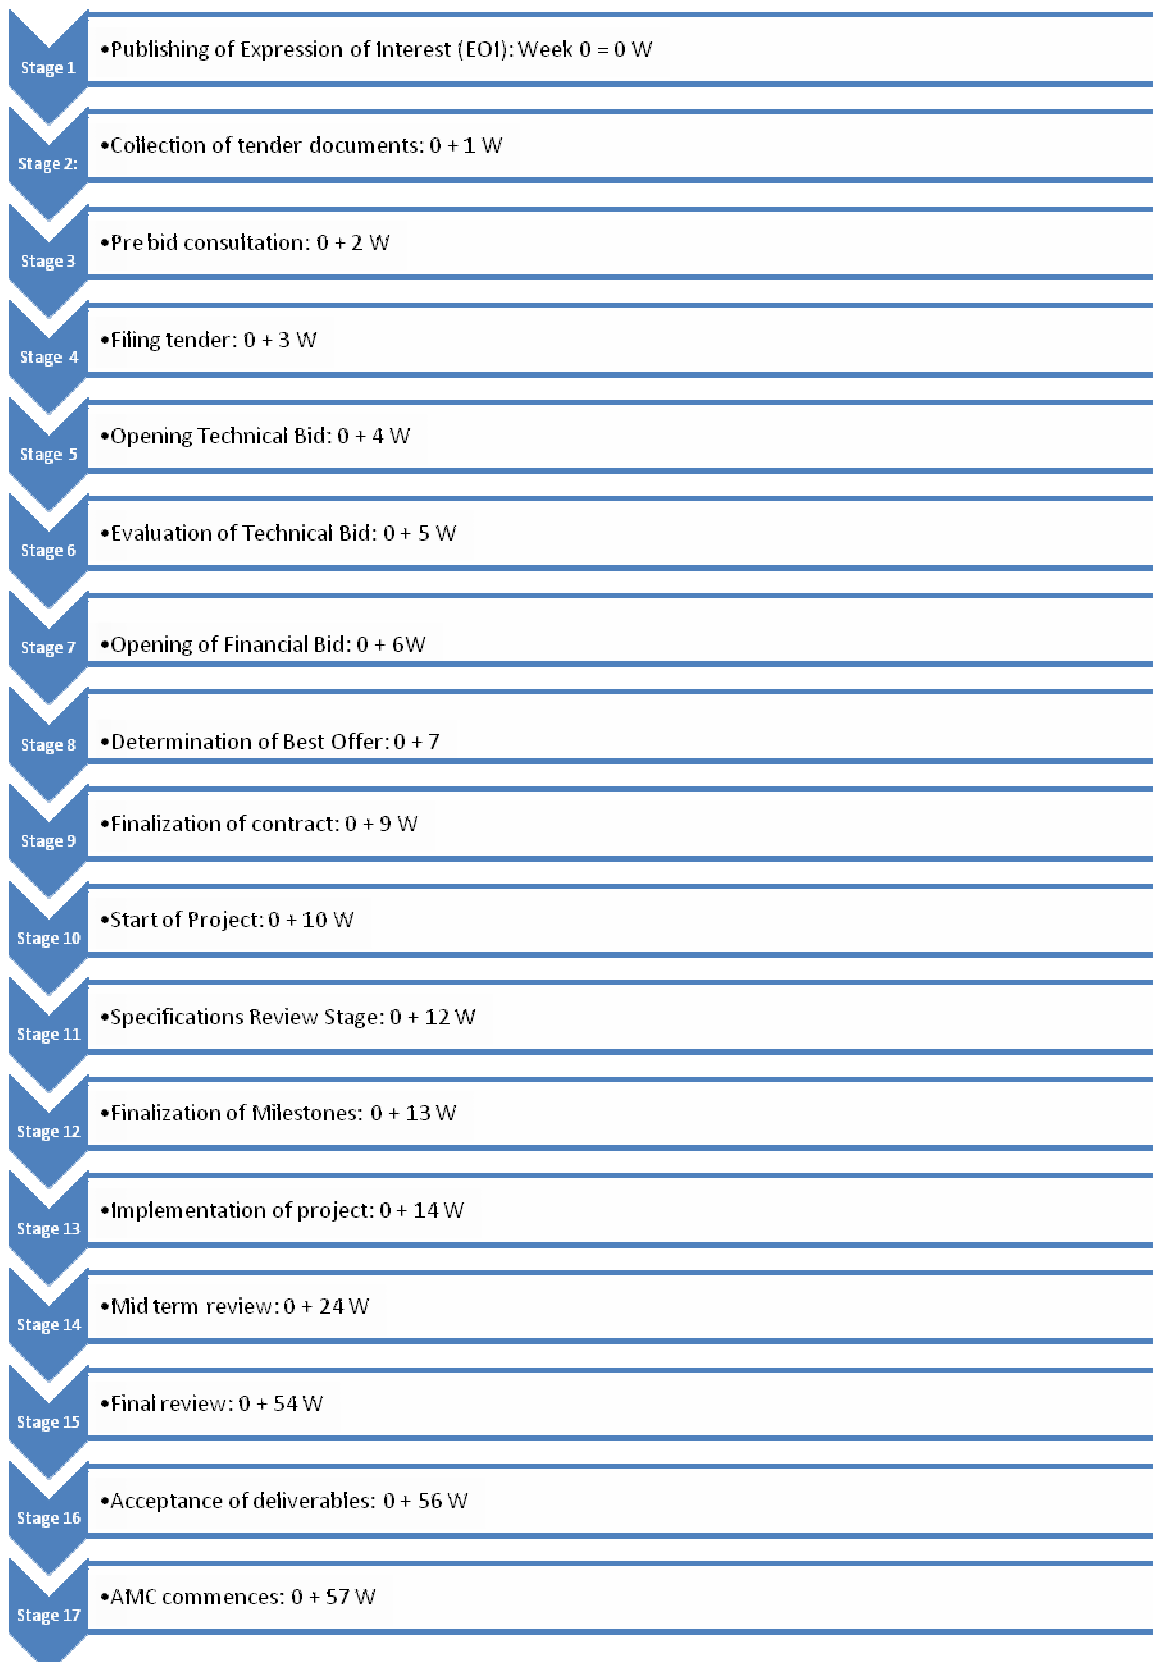 Stage 1
•Publishing of Expression of Interest (EOI): Week 0 = 0 W
Stage 2:
•Collection of tender documents: 0 + 1 W
Stage 3
•Pre bid consultation: 0 + 2 W
Stage 4
•Filing tender: 0 + 3 W
Stage 5
•Opening Technical Bid: 0 + 4 W
Stage 6
•Evaluation of Technical Bid: 0 + 5 W
Stage 7
•Opening of Financial Bid: 0 + 6W
Stage 8
•Determination of Best Offer: 0 + 7
Stage 9
•Finalization of contract: 0 + 9 W
Stage 10
•Start of Project: 0 + 10 W
Stage 11
•Specifications Review Stage: 0 + 12 W
Stage 12
•Finalization of Milestones: 0 + 13 W
Stage 13
•Implementation of project: 0 + 14 W
Stage 14
•Mid term review: 0 + 24 W
Stage 15
•Final review: 0 + 54 W
Stage 16
•Acceptance of deliverables: 0 + 56 W
Stage 17
•AMC commences: 0 + 57 W